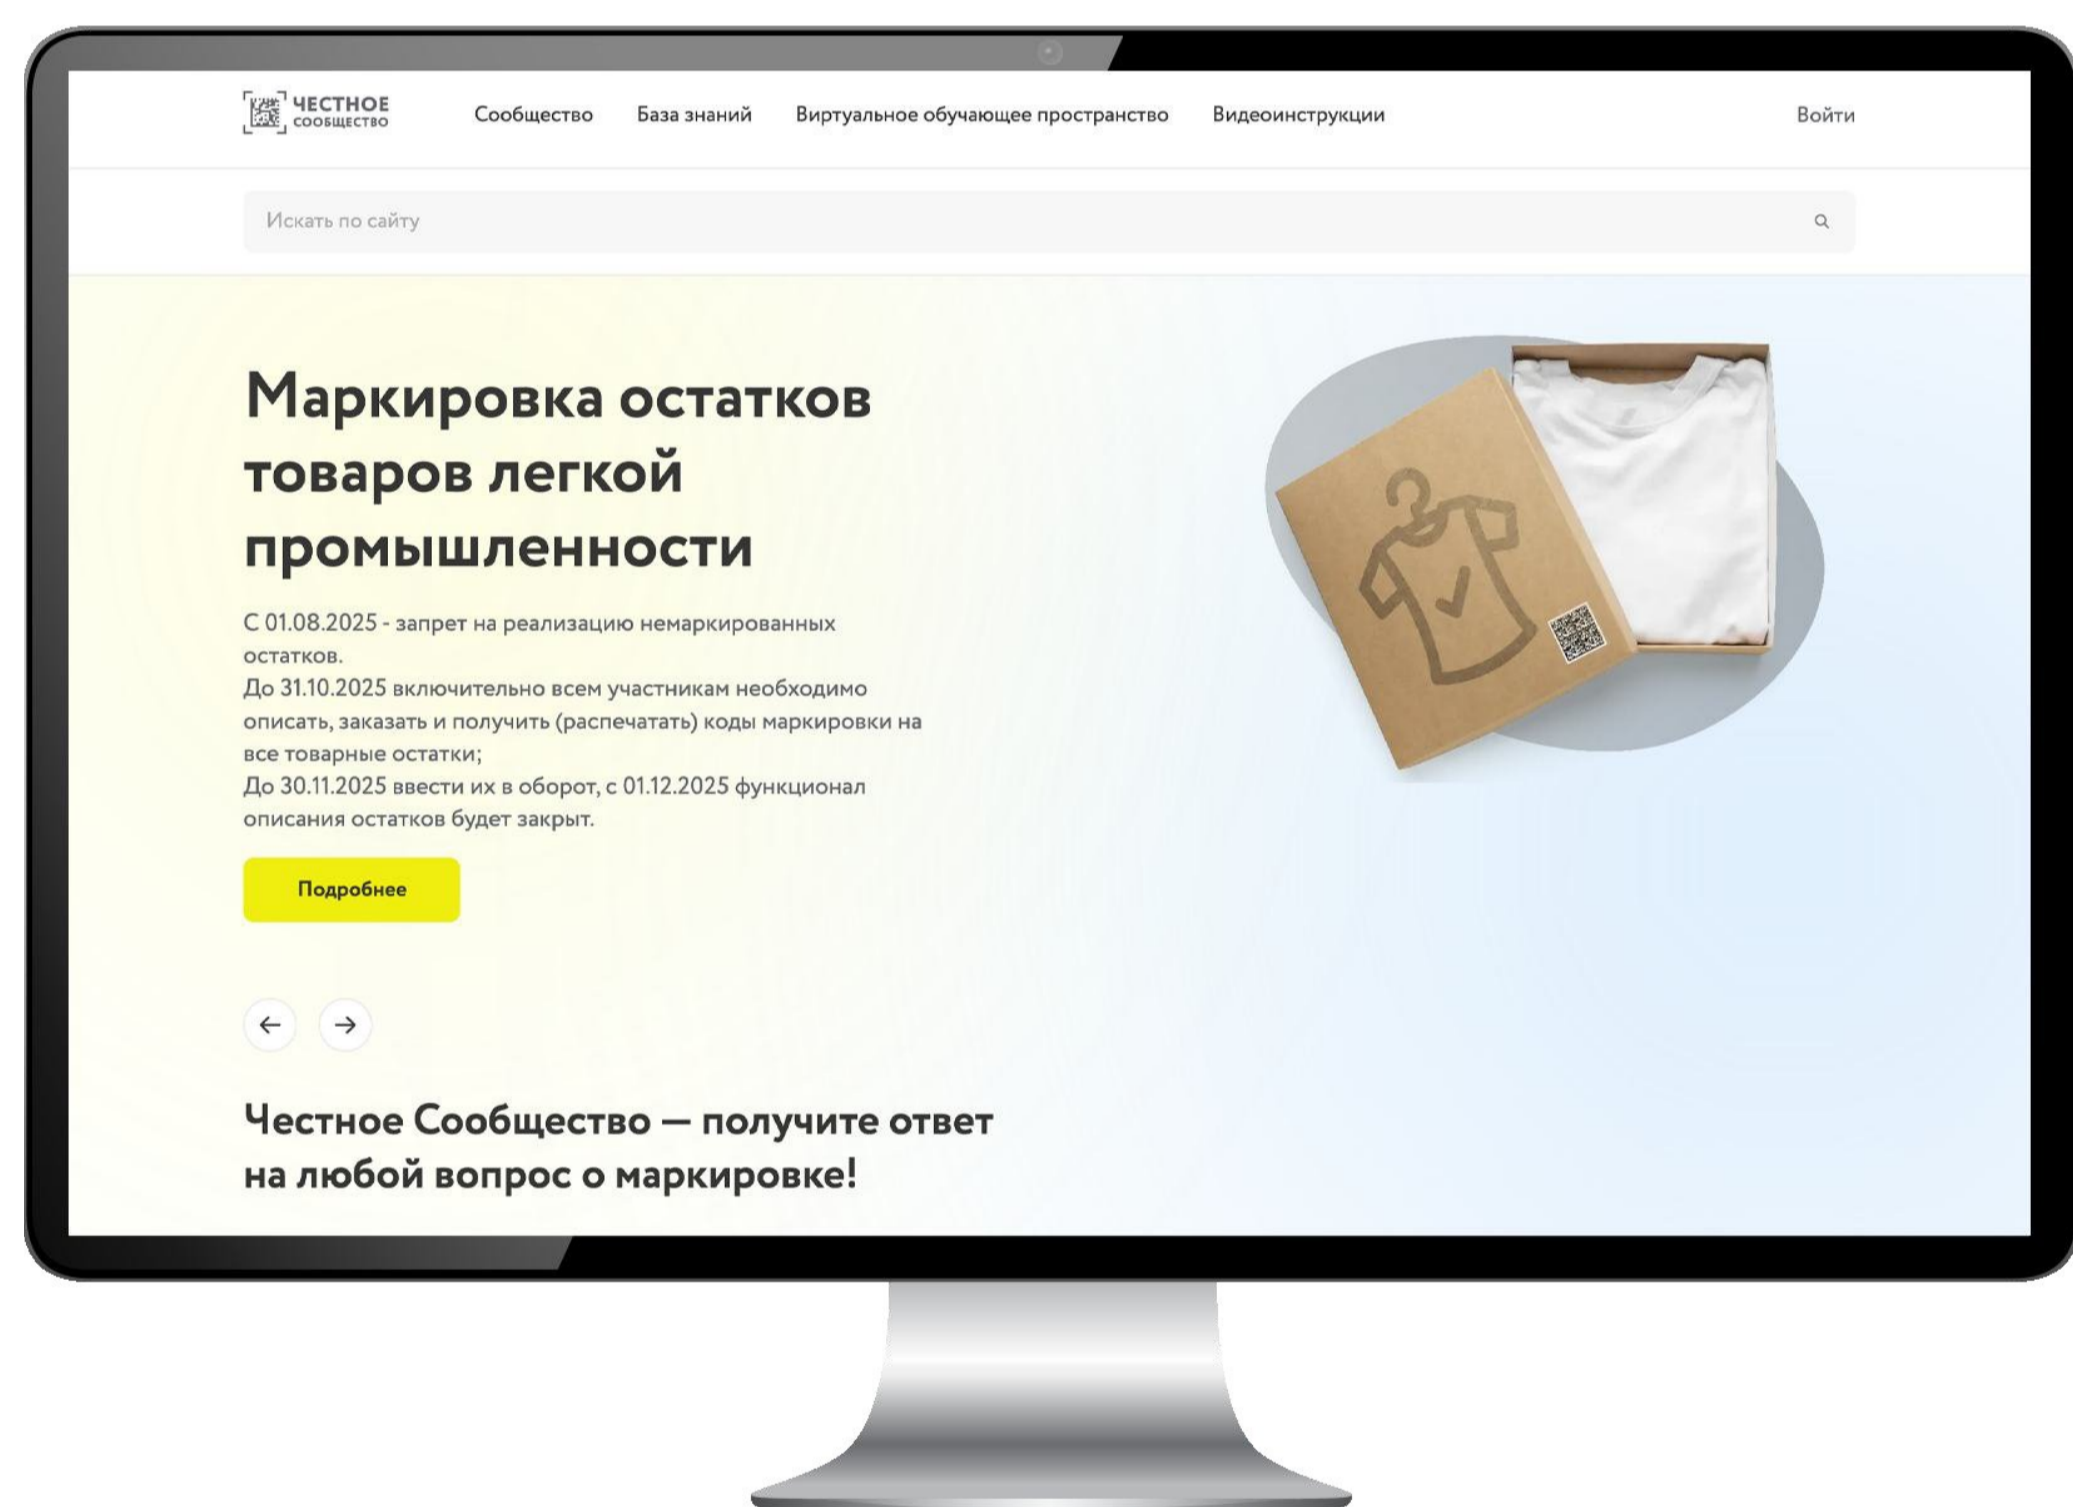 ЧЕСТНОЕ
СООБЩЕСТВО
Сообщество
База знаний
Виртуальное обучающее пространство
Видеоинструкции
Войти
Искать по сайту
Маркировка остатков
товаров легкой
промышленности
С 01.08.2025 - запрет на реализацию немаркированных
остатков.
До 31.10.2025 включительно всем участникам необходимо
описать, заказать и получить (распечатать) коды маркировки на
все товарные остатки;
До 30.11.2025 ввести их в оборот, с 01.12.2025 функционал
описания остатков будет закрыт.
Подробнее
Честное Сообщество — получите ответ
на любой вопрос о маркировке!